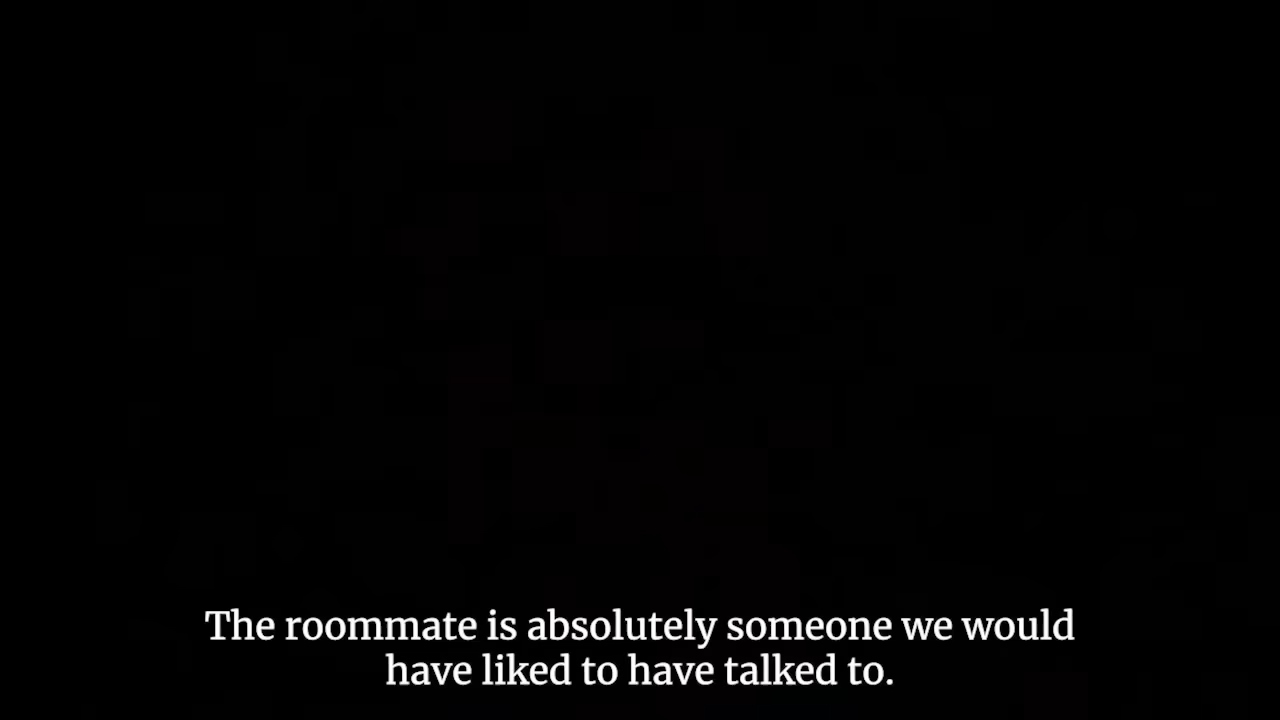 The roommate is absolutely someone we would
have liked to have talked to.